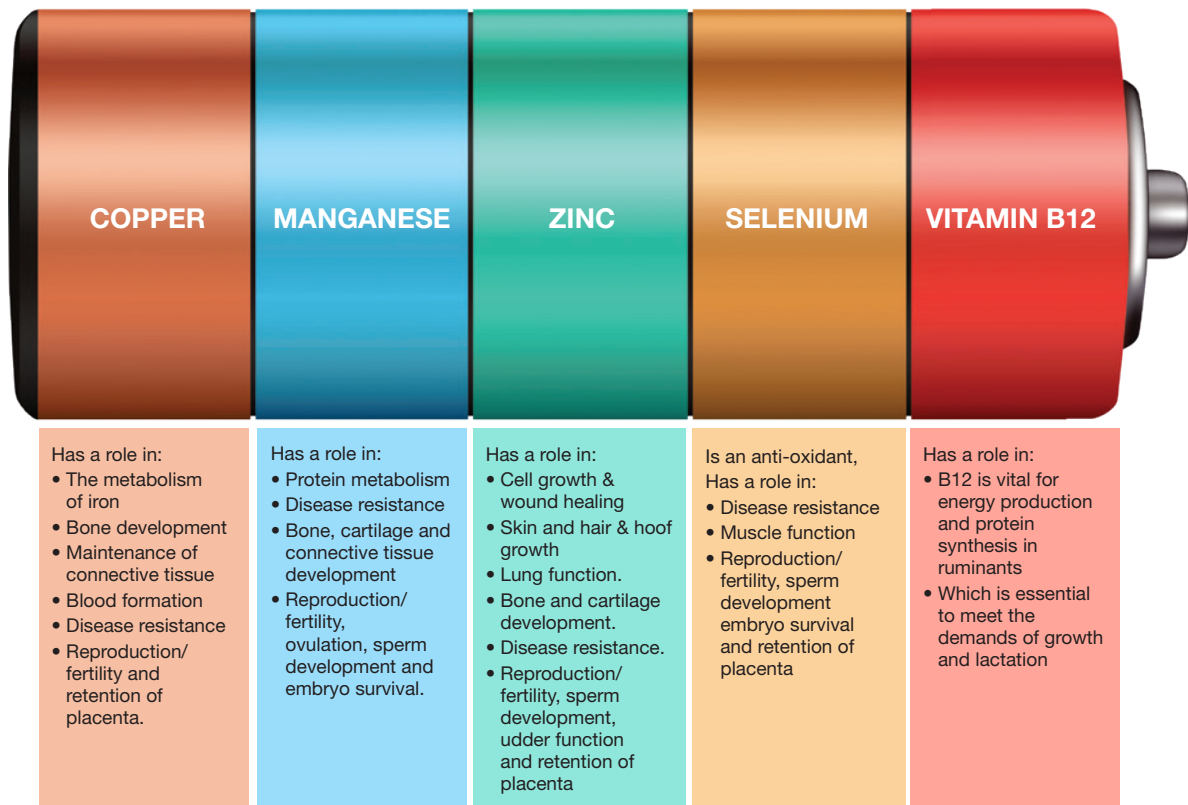 COPPER
MANGANESE
ZINC
SELENIUM
VITAMIN B12
Has a role in:
• The metabolism
of iron
• Bone development
• Maintenance of
connective tissue
• Blood formation
• Disease resistance
• Reproduction/
fertility and
retention of
placenta.
Has a role in:
• Protein metabolism
• Disease resistance
• Bone, cartilage and
connective tissue
development
• Reproduction/
fertility,
ovulation, sperm
development and
embryo survival.
Has a role in:
• Cell growth &
wound healing
• Skin and hair & hoof
growth
• Lung function.
• Bone and cartilage
development.
• Disease resistance.
• Reproduction/
fertility, sperm
development,
udder function
and retention of
placenta
Is an anti-oxidant,
Has a role in:
• Disease resistance
• Muscle function
• Reproduction/
fertility, sperm
development
embryo survival
and retention of
placenta
Has a role in:
• B12 is vital for
energy production
and protein
synthesis in
ruminants
• Which is essential
to meet the
demands of growth
and lactation